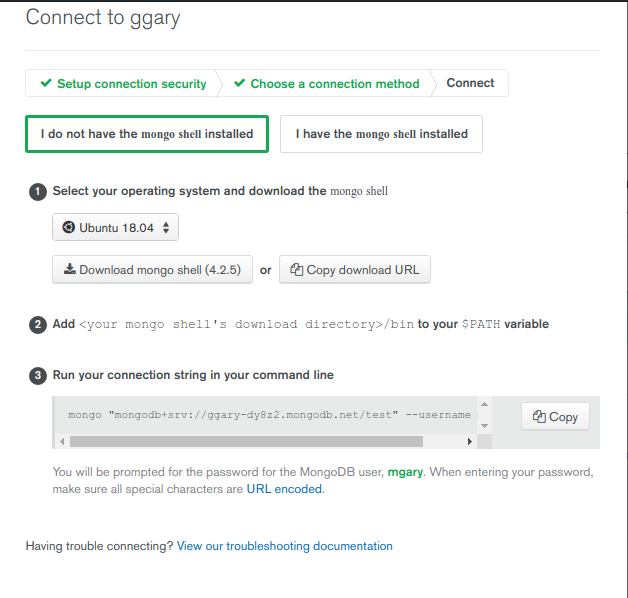 Connect to ggary
Setup connection security
Choose a connection method
Connect
I do not have the mongo shell installed
I have the mongo shell installed
1 Select your operating system and download the mongo shell
Ubuntu 18.04
Download mongo shell (4.2.5) or Copy download URL
2 Add <your mongo shell's download directory>/bin to your $PATH variable
3 Run your connection string in your command line
mongo "mongodb+srv://ggary-dy8z2.mongodb.net/test" --username
Copy
You will be prompted for the password for the MongoDB user, mgary. When entering your password,
make sure all special characters are URL encoded.
Having trouble connecting? View our troubleshooting documentation